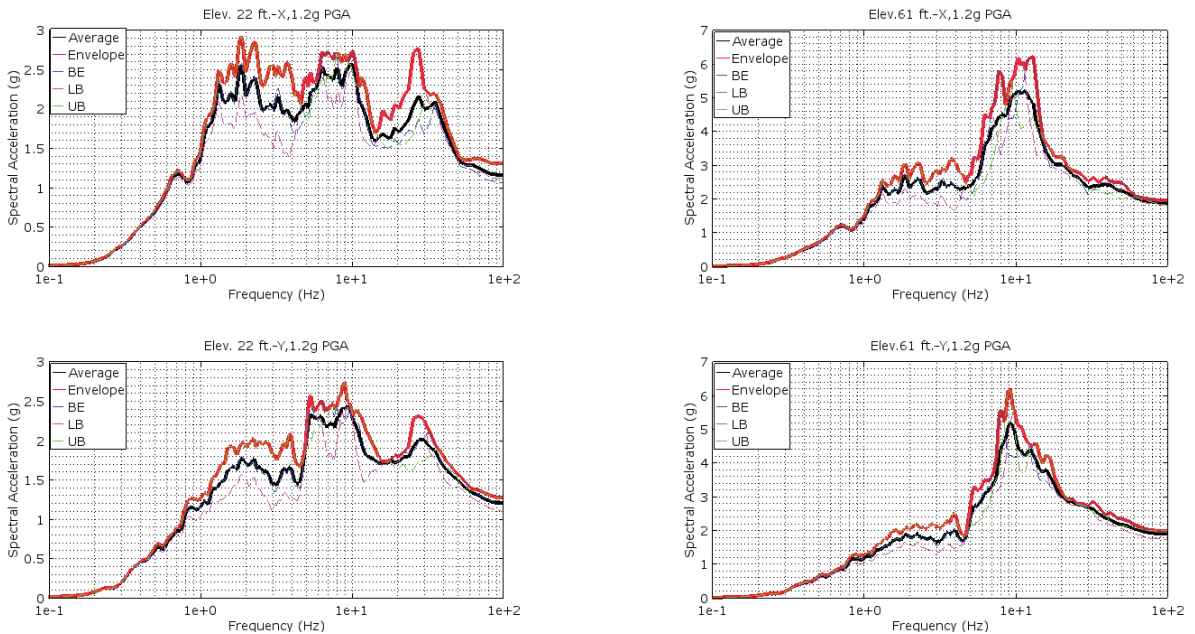 Elev. 22 ft.-X,1.2g PGA
Spectral Acceleration (g)
3
2.5
2
1.5
1
0.5
0
Average
Envelope
BE
LB
UB
1e-1 1e+0 1e+1 1e+2
Frequency (Hz)
Elev.61 ft.-X,1.2g PGA
Spectral Acceleration (g)
7
6
5
4
3
2
1
0
Average
Envelope
BE
LB
UB
1e-1 1e+0 1e+1 1e+2
Frequency (Hz)
Elev. 22 ft.-Y,1.2g PGA
Spectral Acceleration (g)
3
2.5
2
1.5
1
0.5
0
Average
Envelope
BE
LB
UB
1e-1 1e+0 1e+1 1e+2
Frequency (Hz)
Elev.61 ft.-Y,1.2g PGA
Spectral Acceleration (g)
7
6
5
4
3
2
1
0
Average
Envelope
BE
LB
UB
1e-1 1e+0 1e+1 1e+2
Frequency (Hz)